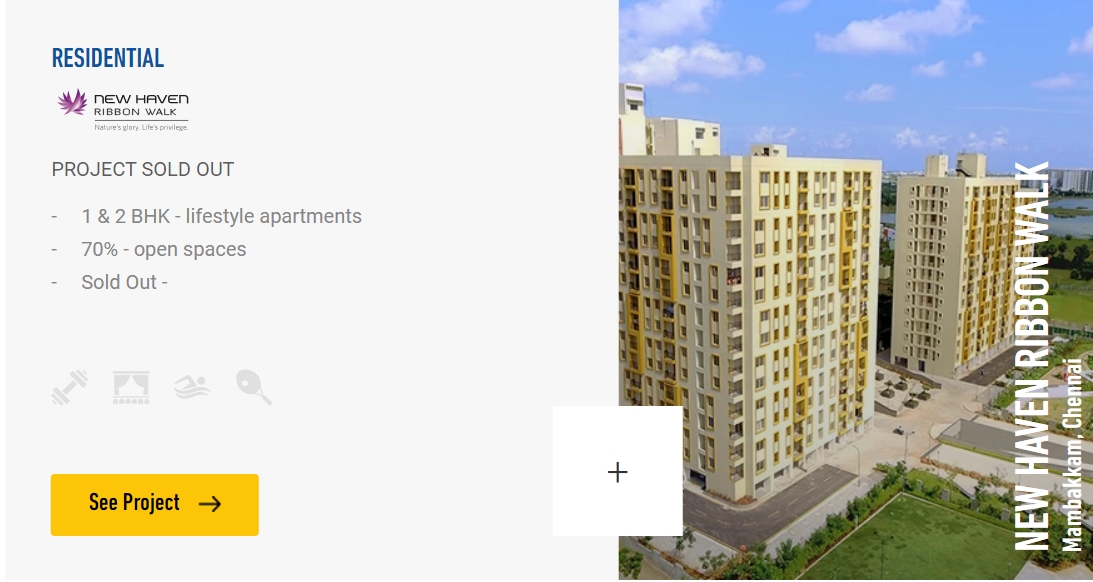 RESIDENTIAL
NEW HAVEN
RIBBON WALK
Nature's glory. Life's privilege.
PROJECT SOLD OUT
- 1 & 2 BHK - lifestyle apartments
- 70% - open spaces
- Sold Out -
See Project →
+
NEW HAVEN RIBBON WALK
Mambakkam, Chennai